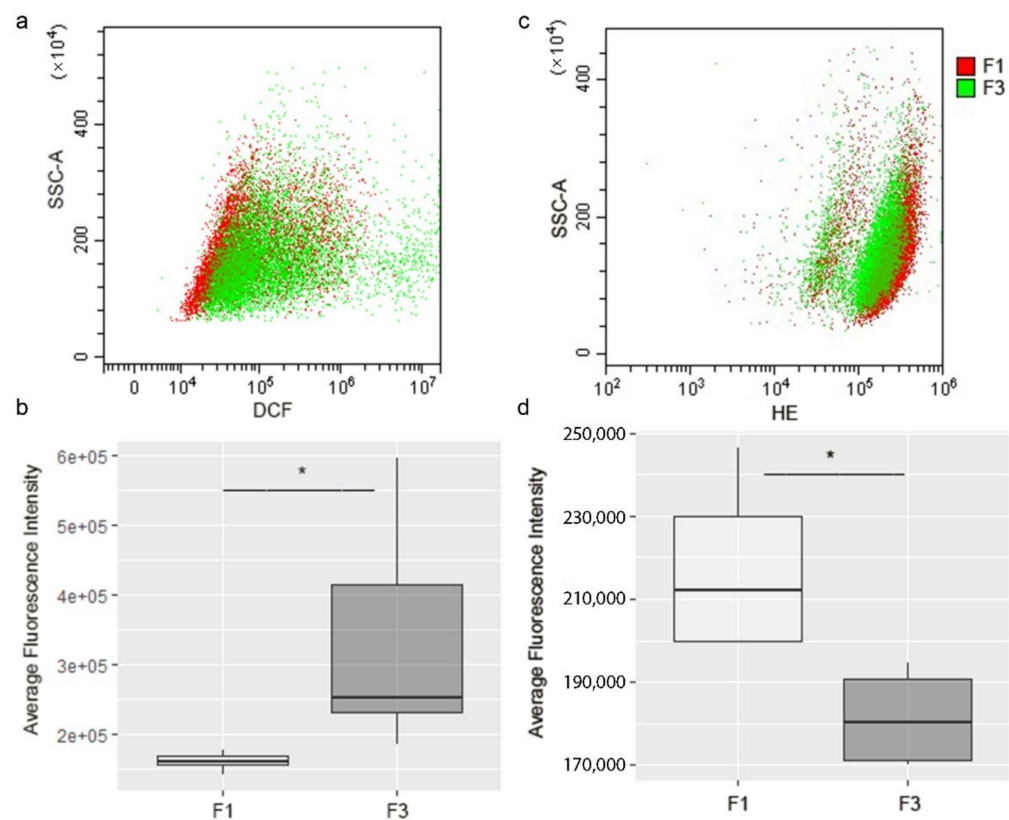 a
(×10⁴)
SSC-A
400
200
0
0 10⁴ 10⁵ 10⁶ 10⁷
DCF
c
(×10⁴)
SSC-A
400
200
0
10² 10³ 10⁴ 10⁵ 10⁶
HE
F1
F3
b
Average Fluorescence Intensity
6e+05
5e+05
4e+05
3e+05
2e+05
*
F1 F3
d
Average Fluorescence Intensity
250,000
230,000
210,000
190,000
170,000
*
F1 F3